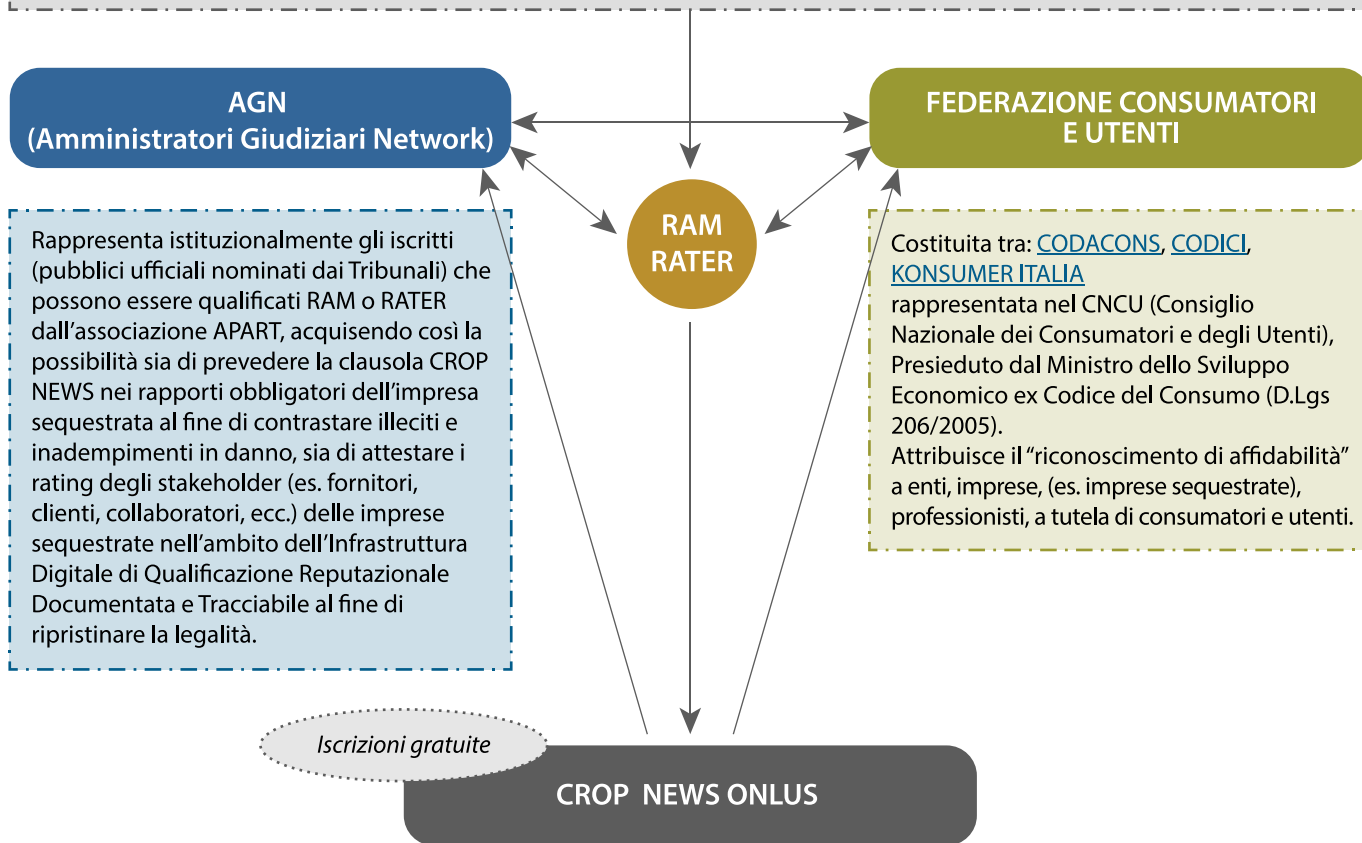 AGN
(Amministratori Giudiziari Network)
FEDERAZIONE CONSUMATORI
E UTENTI
RAM
RATER
Rappresenta istituzionalmente gli iscritti
(pubblici ufficiali nominati dai Tribunali) che
possono essere qualificati RAM o RATER
dall’associazione APART, acquisendo così la
possibilità sia di prevedere la clausola CROP
NEWS nei rapporti obbligatori dell’impresa
sequestrata al fine di contrastare illeciti e
inadempimenti in danno, sia di attestare i
rating degli stakeholder (es. fornitori,
clienti, collaboratori, ecc.) delle imprese
sequestrate nell’ambito dell’Infrastruttura
Digitale di Qualificazione Reputazionale
Documentata e Tracciabile al fine di
ripristinare la legalità.
Costituita tra: CODACONS, CODICI,
KONSUMER ITALIA
rappresentata nel CNCU (Consiglio
Nazionale dei Consumatori e degli Utenti),
Presieduto dal Ministro dello Sviluppo
Economico ex Codice del Consumo (D.Lgs
206/2005).
Attribuisce il “riconoscimento di affidabilità”
a enti, imprese, (es. imprese sequestrate),
professionisti, a tutela di consumatori e utenti.
Iscrizioni gratuite
CROP NEWS ONLUS